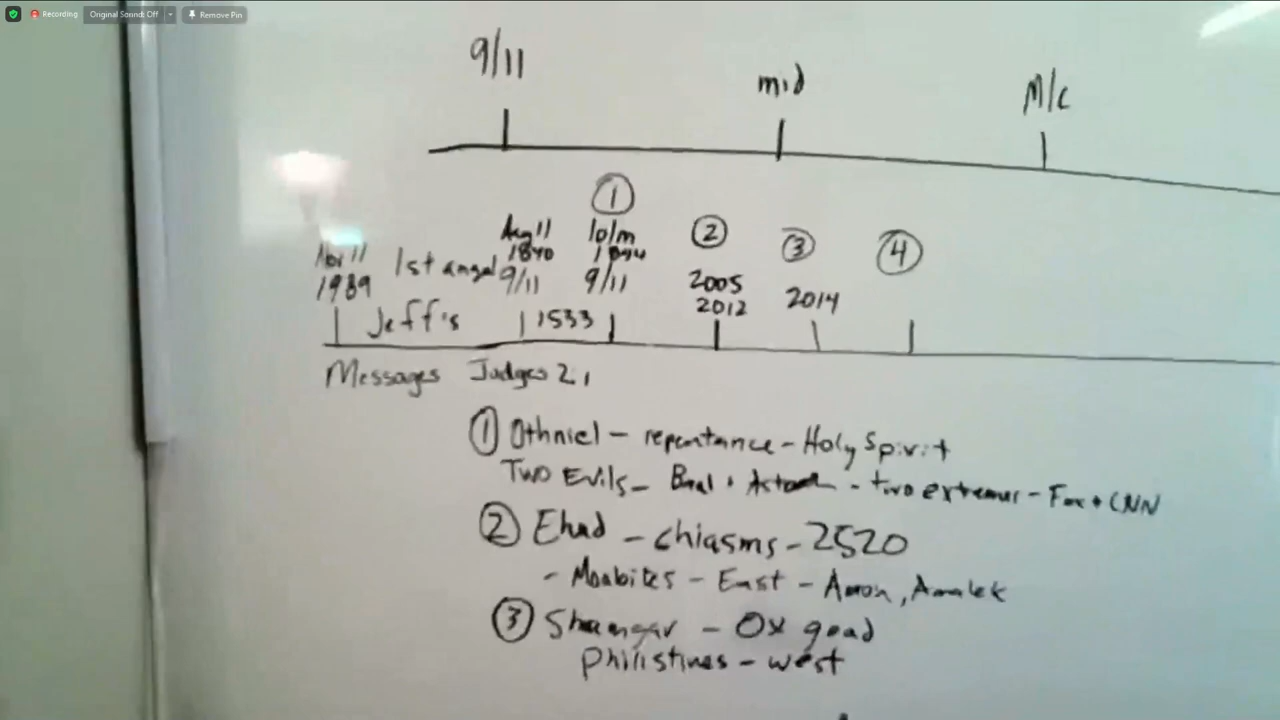 Recording Original Sound: Off Remove Pin
9/11 mid M/c
① ② ③ ④
Aug 11 10/m
1840 1844
Nov 11 1st angel 9/11 9/11 2005
1989 2012 2014
Jeff's 1533
Messages Judges 2,
① Othniel - repentance - Holy Spirit
Two Evils - Baal + - two extremes - Fox + CNN
② Ehud - chiasms - 2520
- Moabites - East - Amon, Amalek
③ Shamgar - Ox goad
Philistines - west